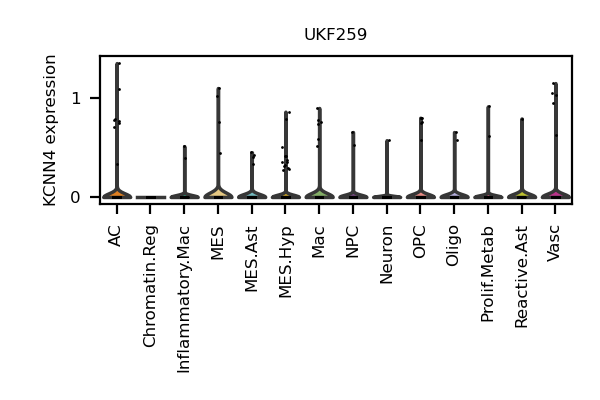 UKF259
KCNN4 expression
1
0
AC
Chromatin.Reg
Inflammatory.Mac
MES
MES.Ast
MES.Hyp
Mac
NPC
Neuron
OPC
Oligo
Prolif.Metab
Reactive.Ast
Vasc